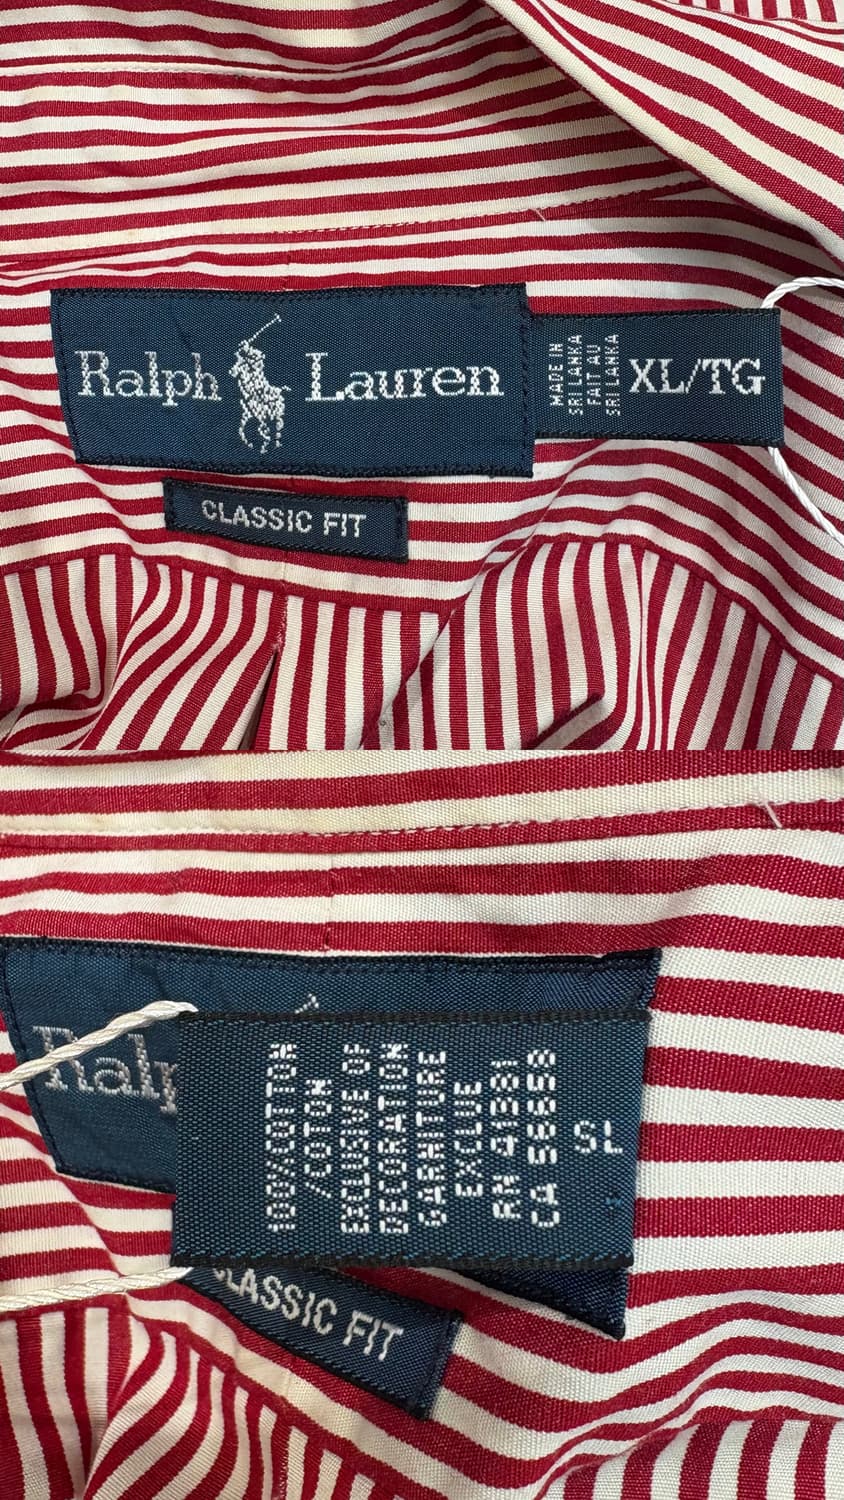 Ralph Lauren
MADE IN
SRI LANKA
FAIT AU
SRI LANKA
XL/TG
CLASSIC FIT
Ralp
100% COTTON
/COTON
EXCLUSIVE OF
DECORATION
GARNITURE
EXCLUE
RN 41381
CA 56658
SL
CLASSIC FIT